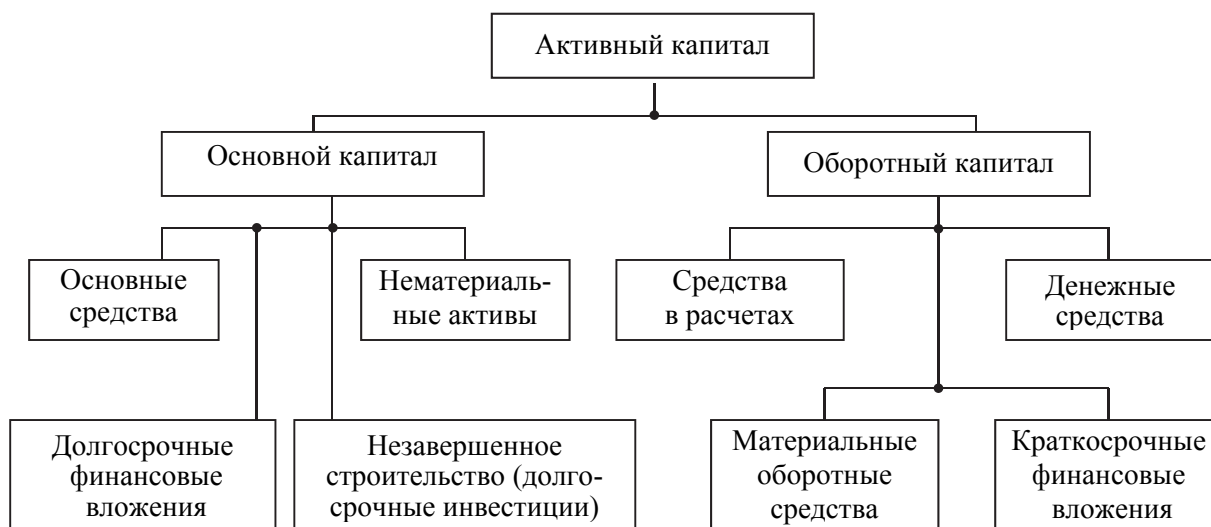 Активный капитал
Основной капитал
Оборотный капитал
Основные
средства
Нематериаль-
ные активы
Средства
в расчетах
Денежные
средства
Долгосрочные
финансовые
вложения
Незавершенное
строительство (долго-
срочные инвестиции)
Материальные
оборотные
средства
Краткосрочные
финансовые
вложения